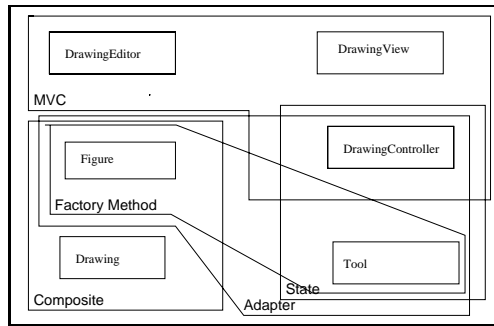 DrawingEditor
DrawingView
MVC
DrawingController
Figure
Factory Method
Drawing
Tool
State
Composite
Adapter